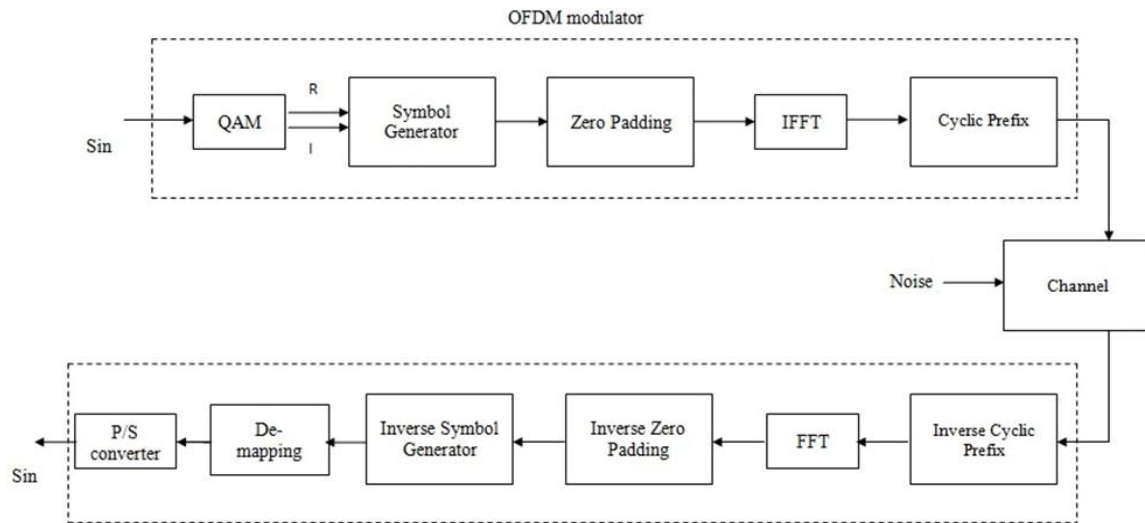 OFDM modulator
Sin
QAM
R
I
Symbol
Generator
Zero Padding
IFFT
Cyclic Prefix
Noise
Channel
Sin
P/S
converter
De-
mapping
Inverse Symbol
Generator
Inverse Zero
Padding
FFT
Inverse Cyclic
Prefix